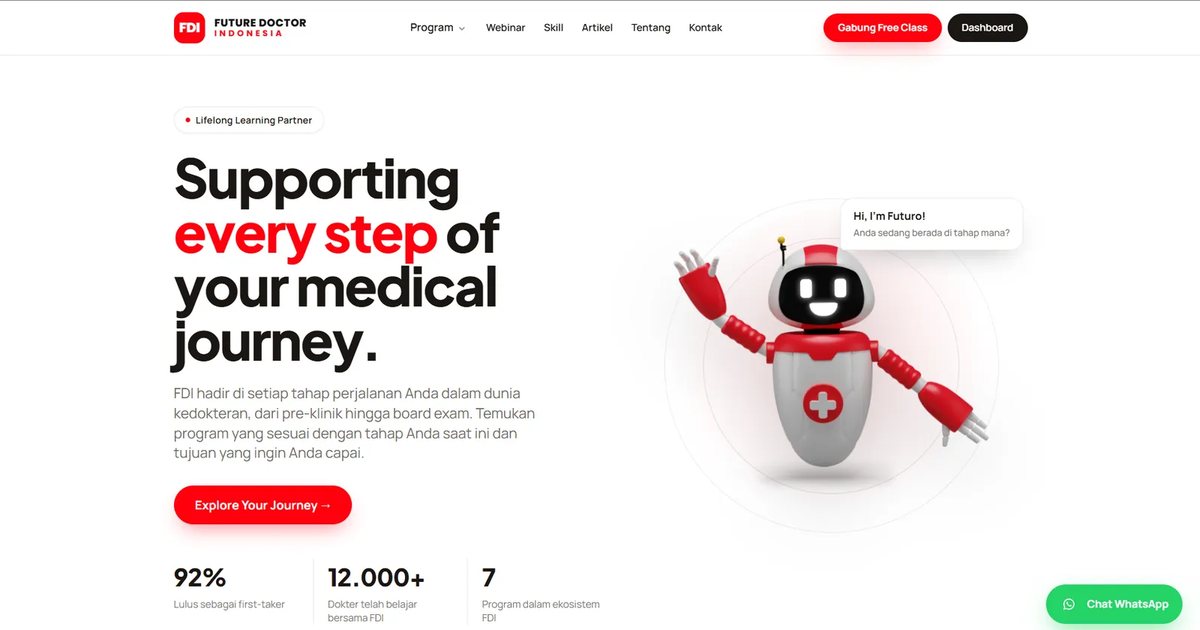 FDI
FUTURE DOCTOR
INDONESIA
Program
Webinar
Skill
Artikel
Tentang
Kontak
Gabung Free Class
Dashboard
Lifelong Learning Partner
Supporting
every step of
your medical
journey.
FDI hadir di setiap tahap perjalanan Anda dalam dunia
kedokteran, dari pre-klinik hingga board exam. Temukan
program yang sesuai dengan tahap Anda saat ini dan
tujuan yang ingin Anda capai.
Explore Your Journey →
Hi, I'm Futuro!
Anda sedang berada di tahap mana?
92%
Lulus sebagai first-taker
12.000+
Dokter telah belajar
bersama FDI
7
Program dalam ekosistem
FDI
Chat WhatsApp